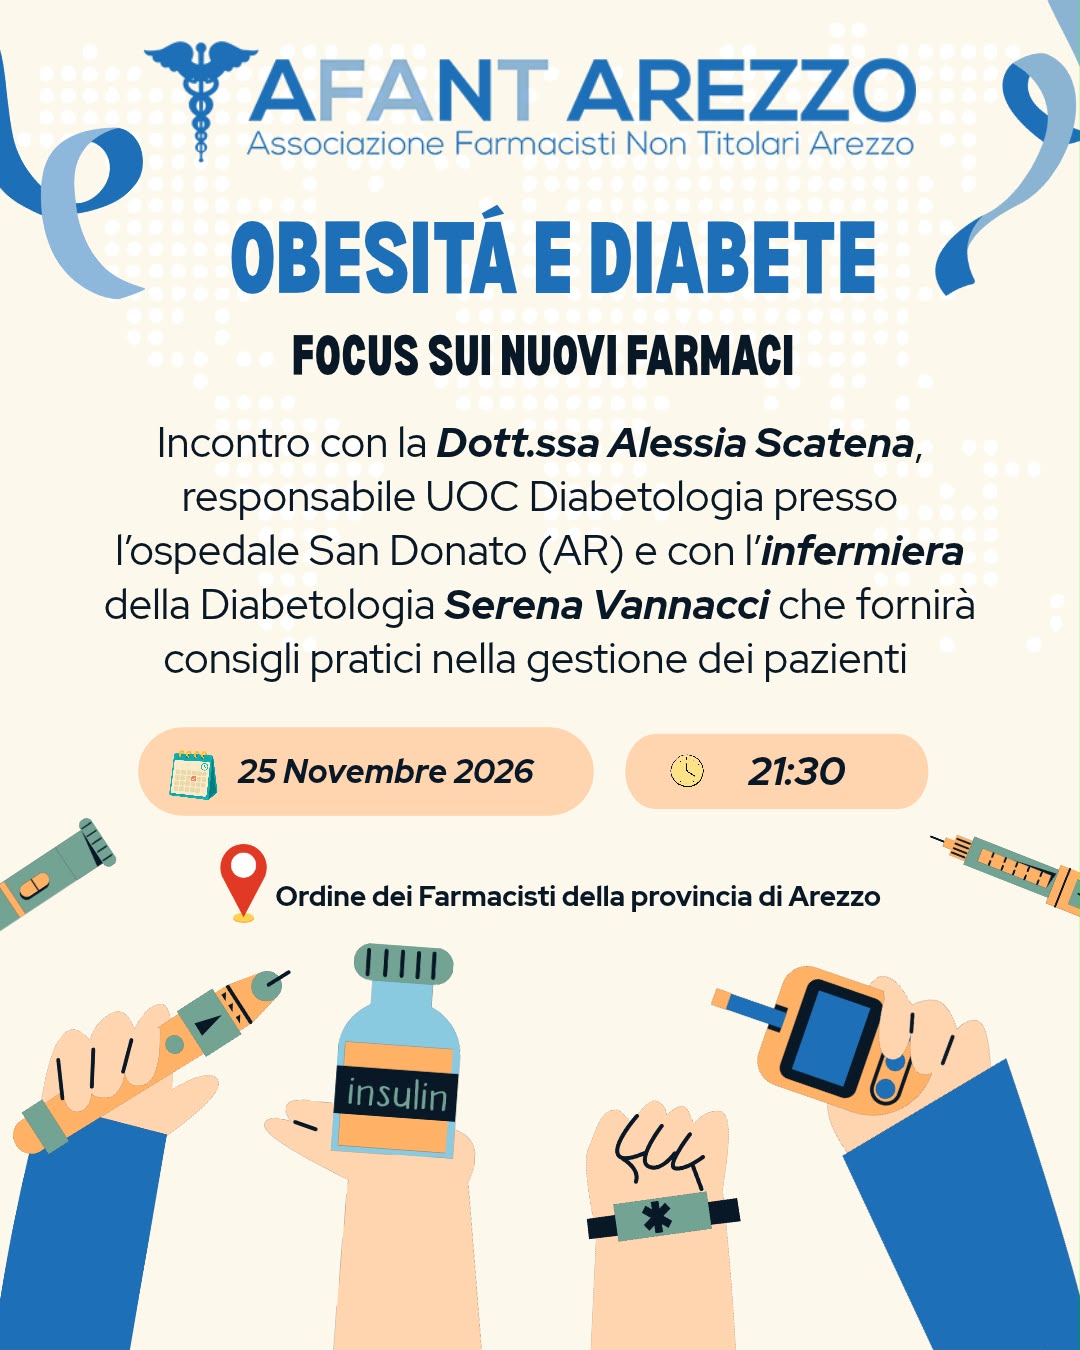 AFANT AREZZO
Associazione Farmacisti Non Titolari Arezzo
OBESITÁ E DIABETE
FOCUS SUI NUOVI FARMACI
Incontro con la Dott.ssa Alessia Scatena,
responsabile UOC Diabetologia presso
l’ospedale San Donato (AR) e con l’infermiera
della Diabetologia Serena Vannacci che fornirà
consigli pratici nella gestione dei pazienti
25 Novembre 2026
21:30
Ordine dei Farmacisti della provincia di Arezzo
insulin